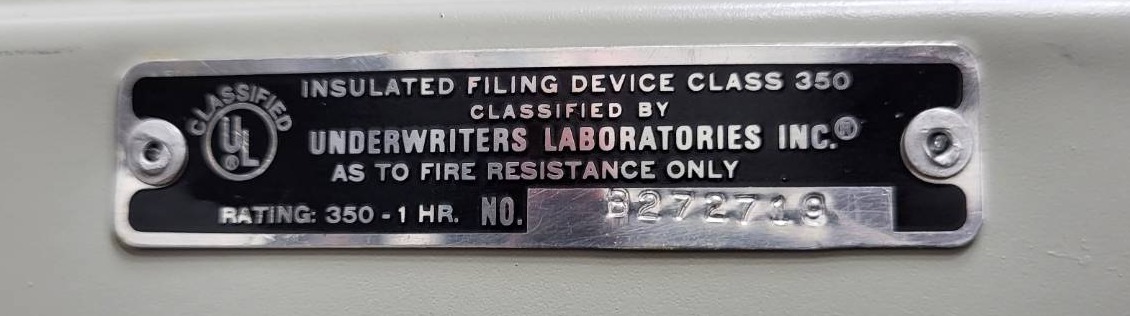 INSULATED FILING DEVICE CLASS 350
CLASSIFIED BY
CLASSIFIED
UL®
UNDERWRITERS LABORATORIES INC.®
AS TO FIRE RESISTANCE ONLY
RATING: 350 - 1 HR. NO. B272719